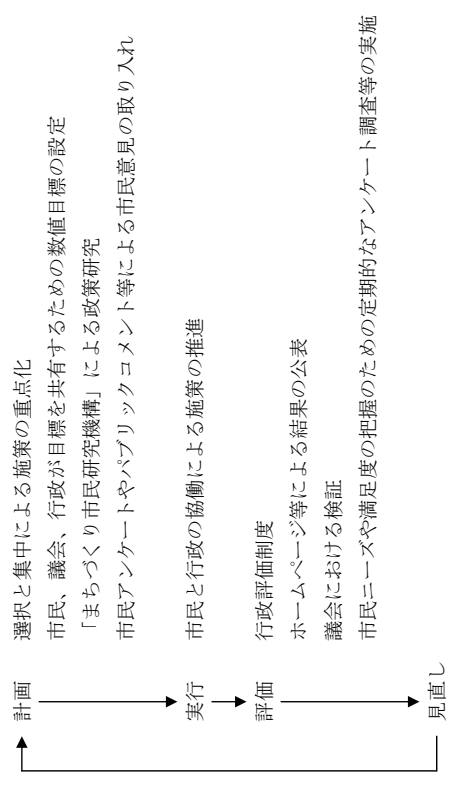 計画
選択と集中による施策の重点化
市民、議会、行政が目標を共有するための数値目標の設定
「まちづくり市民研究機構」による政策研究
市民アンケートやパブリックコメント等による市民意見の取り入れ
実行
市民と行政の協働による施策の推進
評価
行政評価制度
ホームページ等による結果の公表
議会における検証
市民ニーズや満足度の把握のための定期的なアンケート調査等の実施
見直し